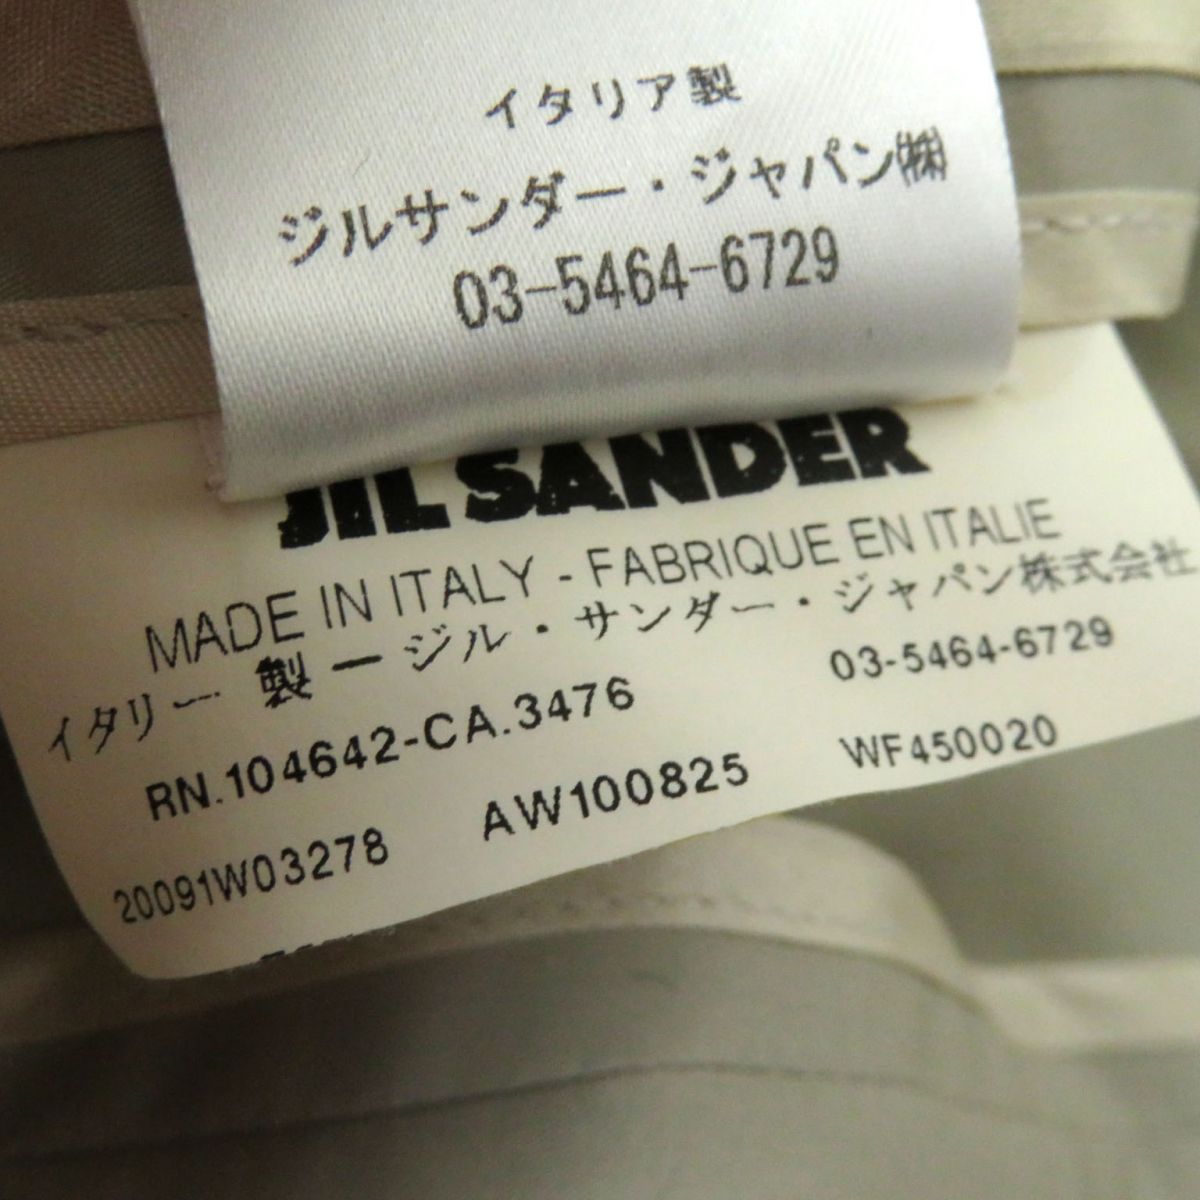 イタリア製
ジルサンダー・ジャパン㈱
03-5464-6729
JIL SANDER
MADE IN ITALY - FABRIQUE EN ITALIE
イタリー 製 ー ジル・サンダー・ジャパン株式会社
RN.104642-CA.3476 03-5464-6729
20091W03278 AW100825 WF450020